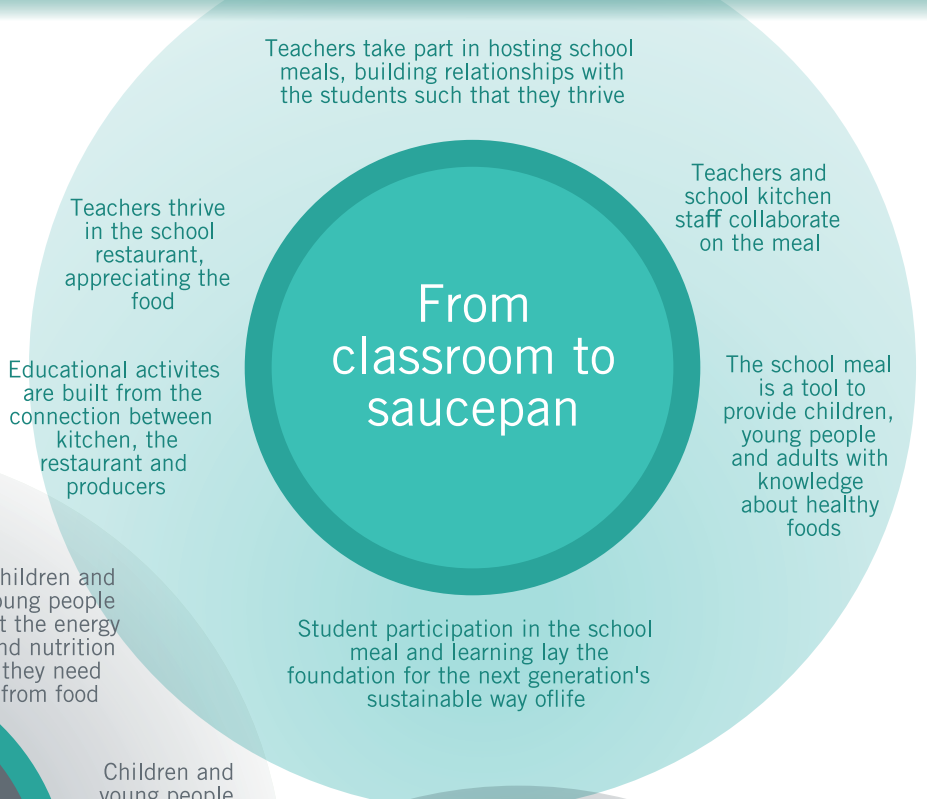 Teachers take part in hosting school
meals, building relationships with
the students such that they thrive
Teachers and
school kitchen
staff collaborate
on the meal
Teachers thrive
in the school
restaurant,
appreciating the
food
From
classroom to
saucepan
Educational activites
are built from the
connection between
kitchen, the
restaurant and
producers
The school meal
is a tool to
provide children,
young people
and adults with
knowledge
about healthy
foods
Student participation in the school
meal and learning lay the
foundation for the next generation's
sustainable way oflife
and
people
the energy
nutrition
they need
from food
Children and
young people